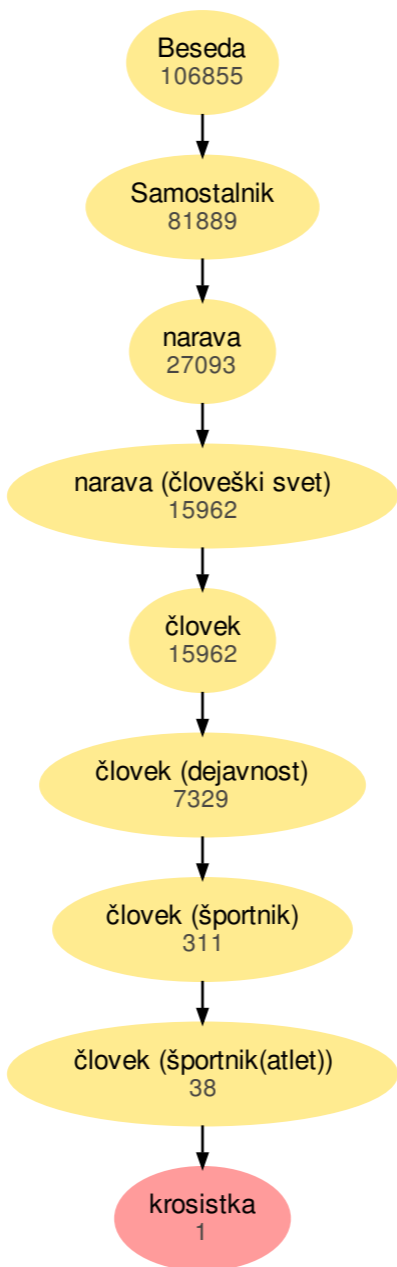 Beseda
106855
Samostalnik
81889
narava
27093
narava (človeški svet)
15962
človek
15962
človek (dejavnost)
7329
človek (športnik)
311
človek (športnik(atlet))
38
krosistka
1